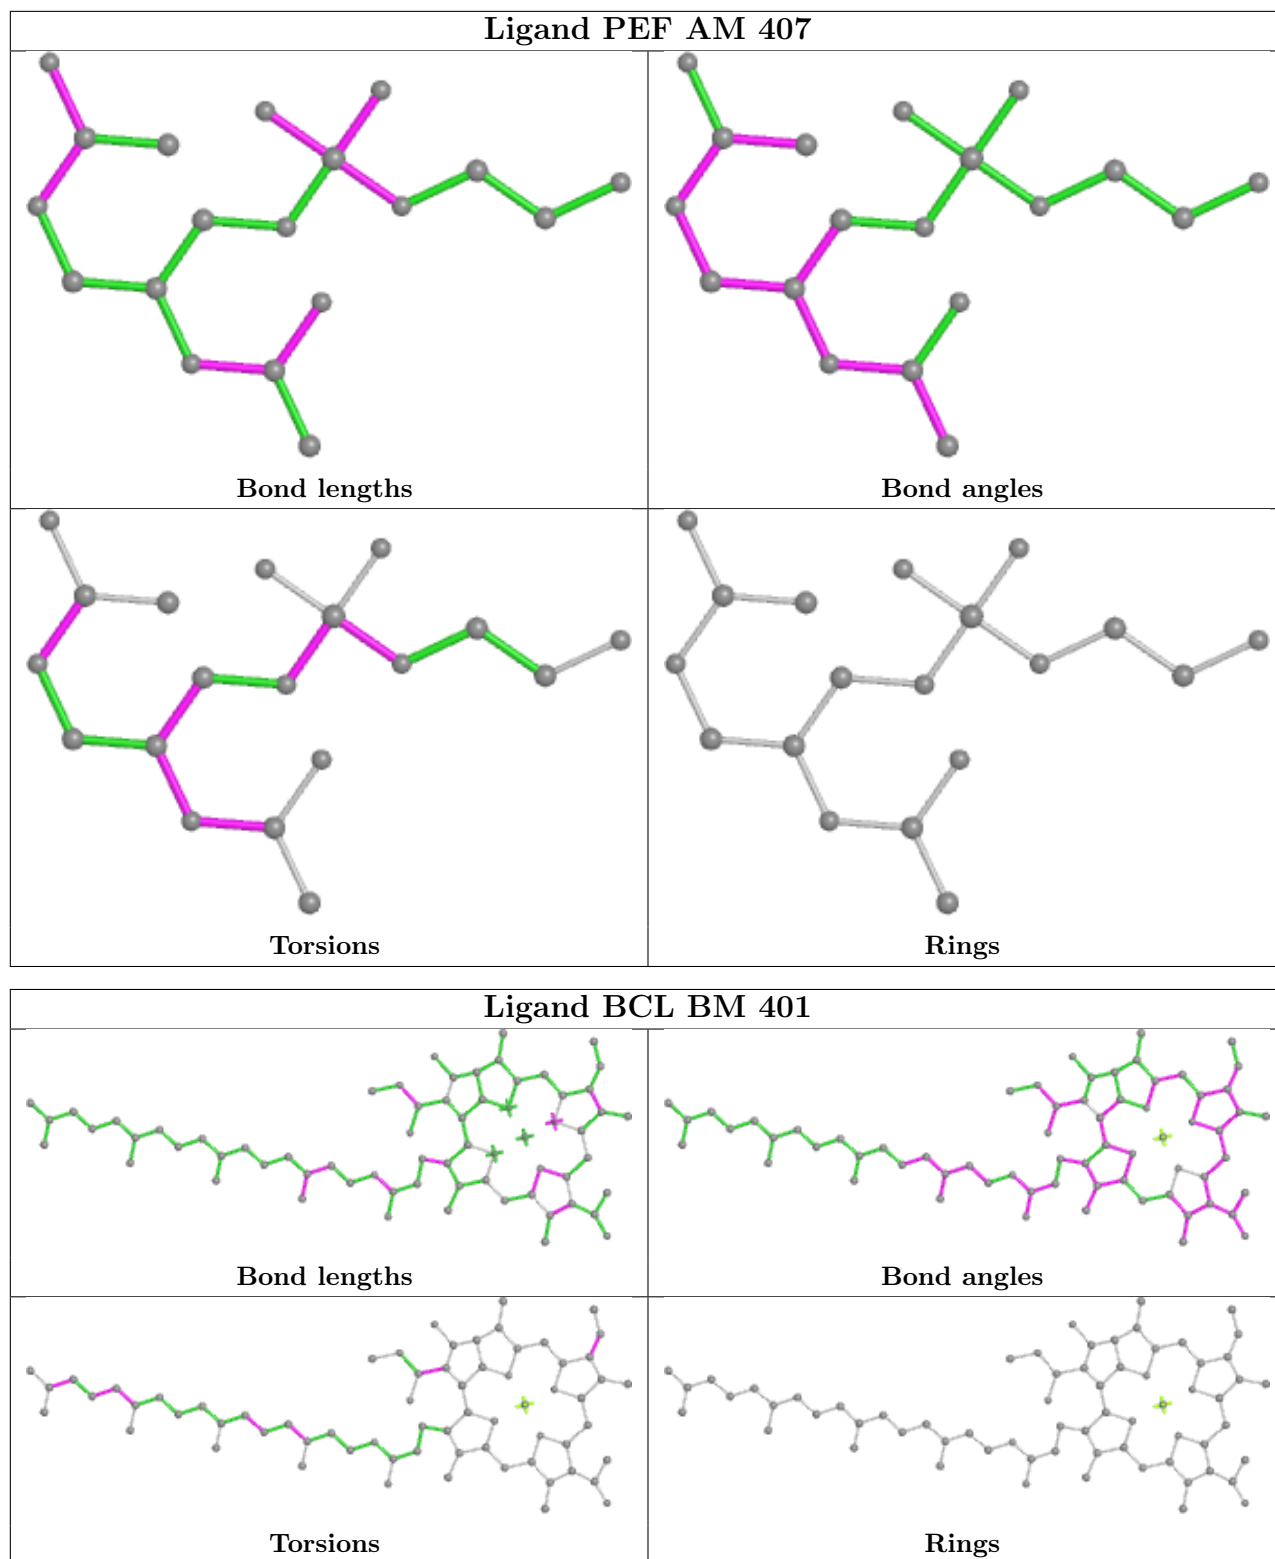 Ligand PEF AM 407
Bond lengths
Bond angles
Torsions
Rings
Ligand BCL BM 401
Bond lengths
Bond angles
Torsions
Rings